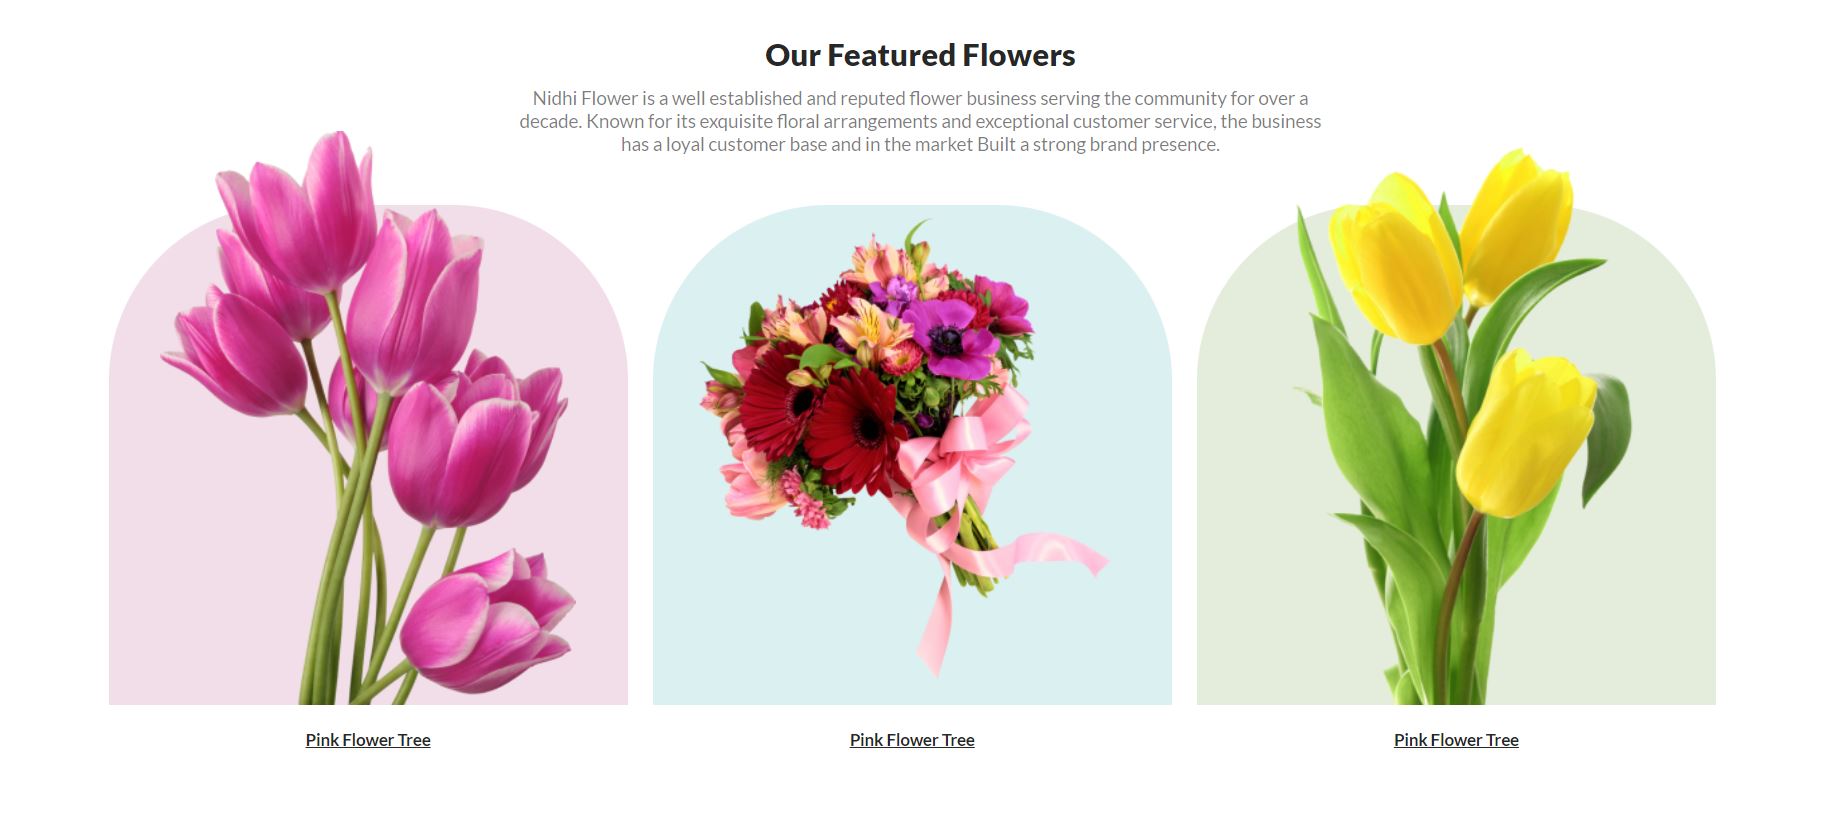 Our Featured Flowers
Nidhi Flower is a well established and reputed flower business serving the community for over a
decade. Known for its exquisite floral arrangements and exceptional customer service, the business
has a loyal customer base and in the market Built a strong brand presence.
Pink Flower Tree
Pink Flower Tree
Pink Flower Tree